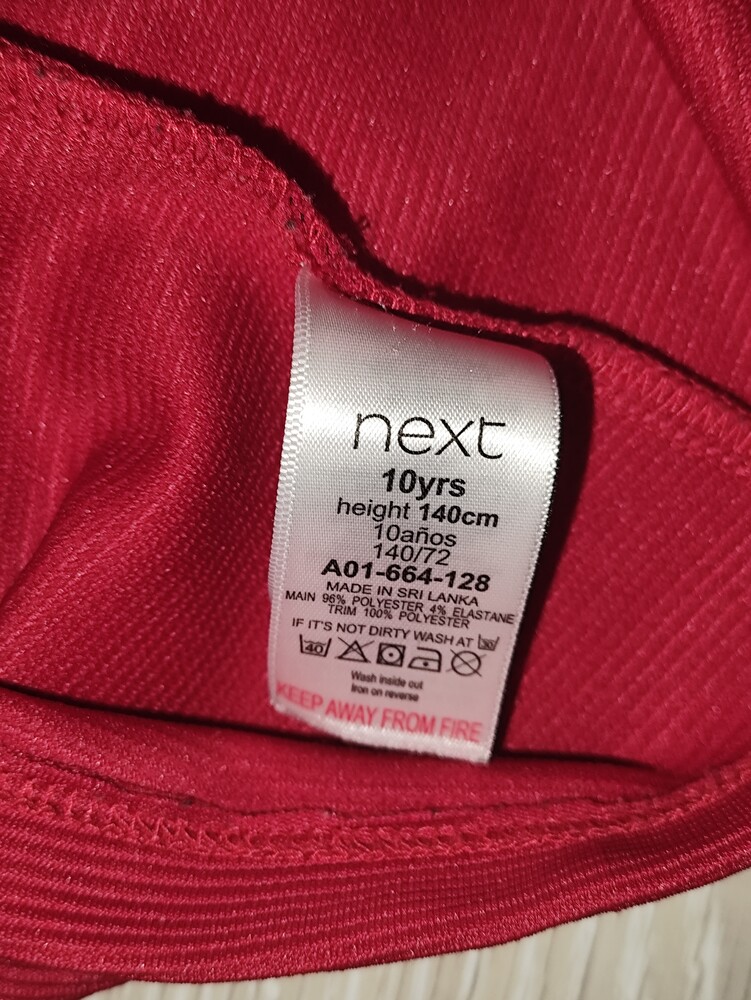 next
10yrs
height 140cm
10años
140/72
A01-664-128
MADE IN SRI LANKA
MAIN 96% POLYESTER 4% ELASTANE
TRIM 100% POLYESTER
IF IT'S NOT DIRTY WASH AT 30
40
Wash inside out
Iron on reverse
KEEP AWAY FROM FIRE